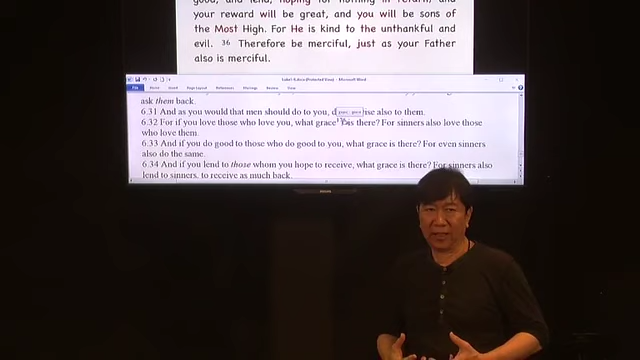 good, and lend, hoping for nothing in return; and
your reward will be great, and you will be sons of
the Most High. For He is kind to the unthankful and
evil. 36 Therefore be merciful, just as your Father
also is merciful.
Microsoft Word
ask them back.
6.31 And as you would that men should do to you, ise also to them.
6.32 For if you love those who love you, what grace is there? For sinners also love those
who love them.
6.33 And if you do good to those who do good to you, what grace is there? For even sinners
also do the same.
6.34 And if you lend to those whom you hope to receive, what grace is there? For sinners also
lend to sinners, to receive as much back.